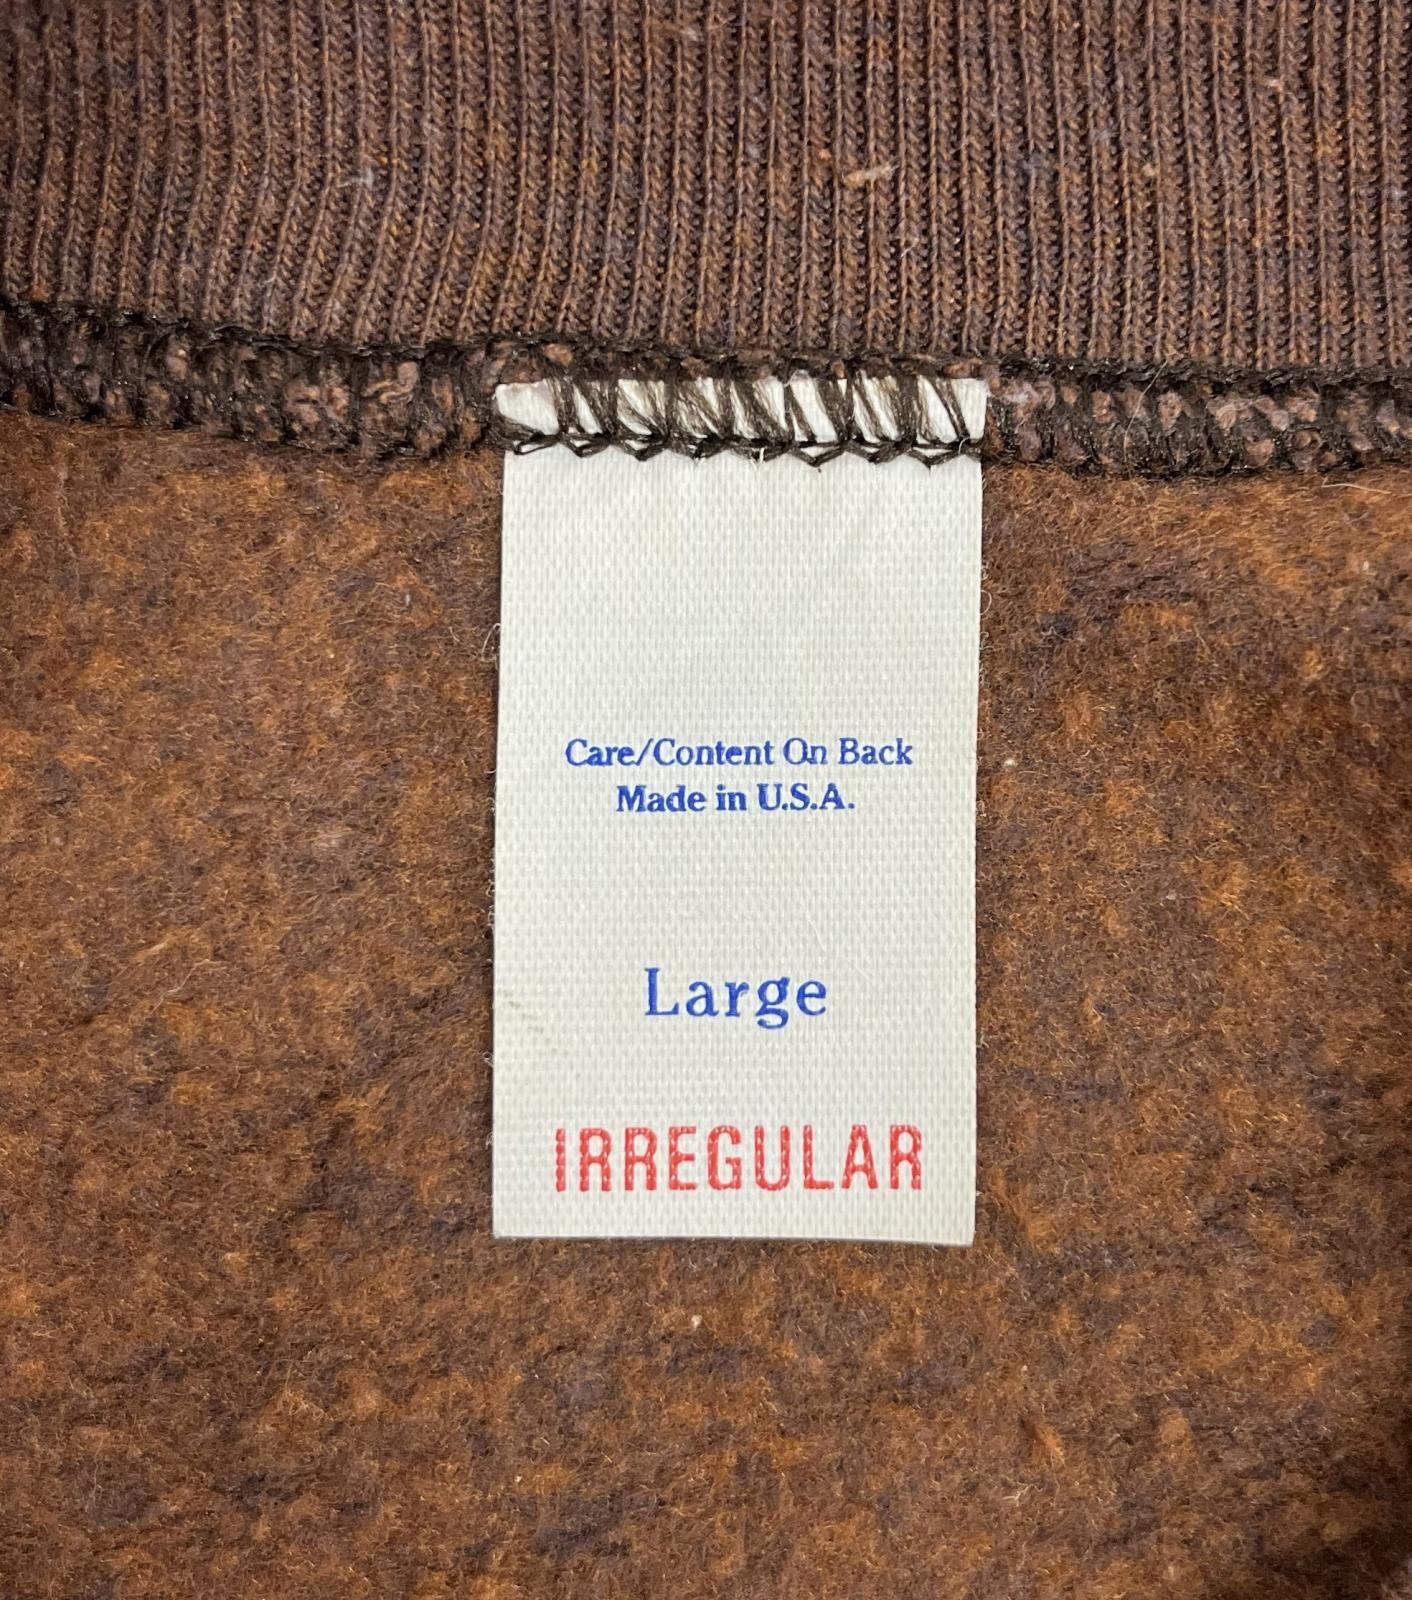 Care/Content On Back
Made in U.S.A.
Large
IRREGULAR